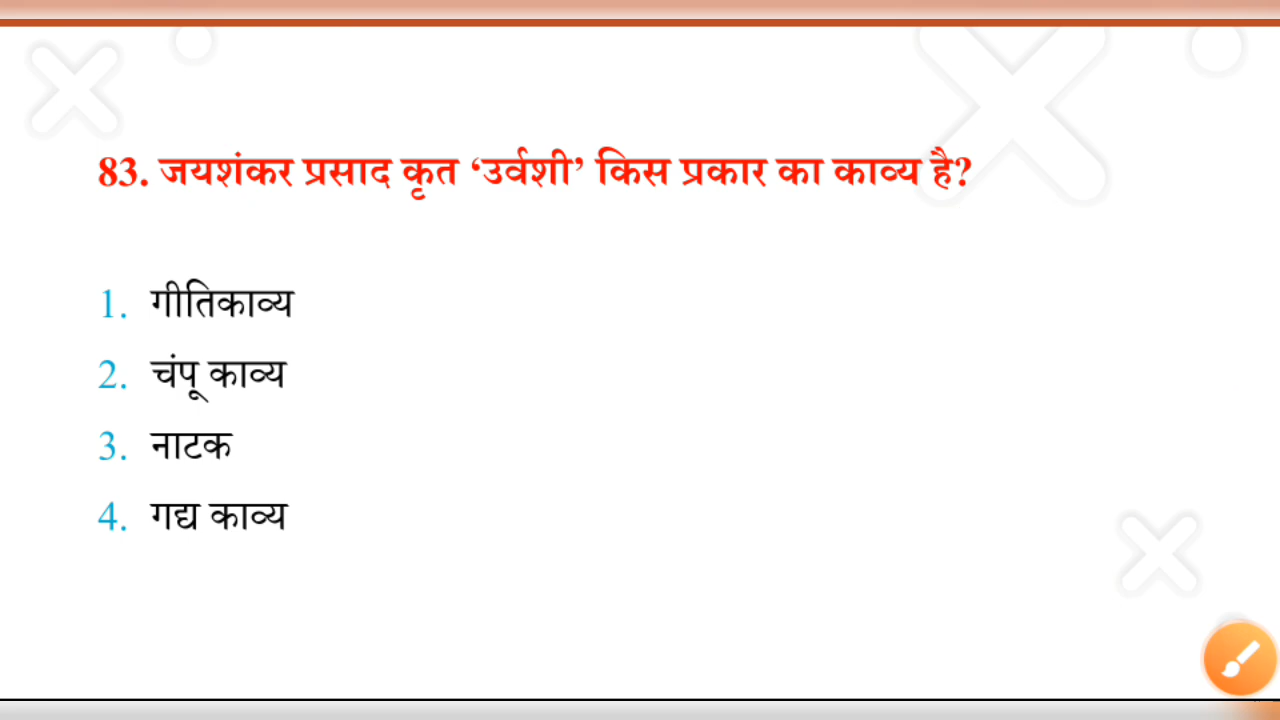 83. जयशंकर प्रसाद कृत ‘उर्वशी’ किस प्रकार का काव्य है?
1. गीतिकाव्य
2. चंपू काव्य
3. नाटक
4. गद्य काव्य